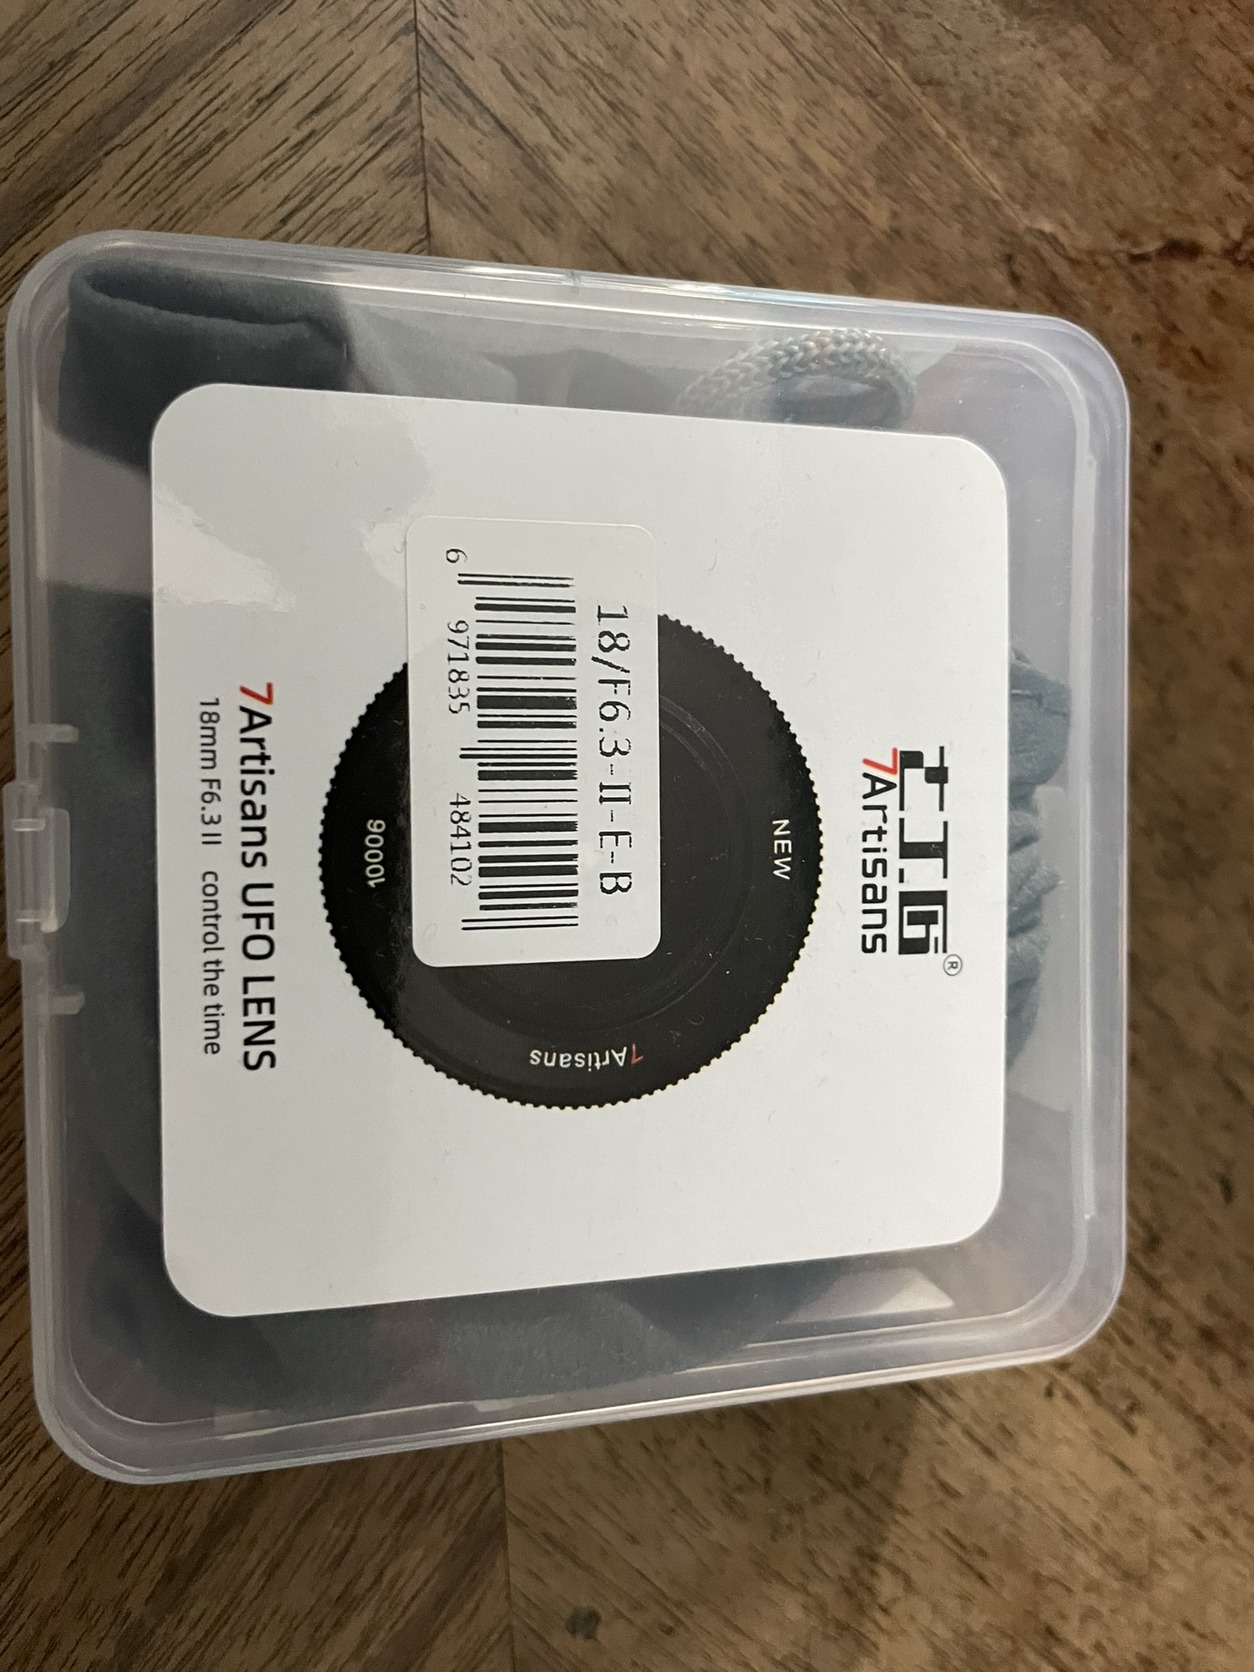 七工匠®
7Artisans
NEW
18/F6.3-II-E-B
6 971835 484102
10006
7Artisans
7Artisans UFO LENS
18mm F6.3 II control the time